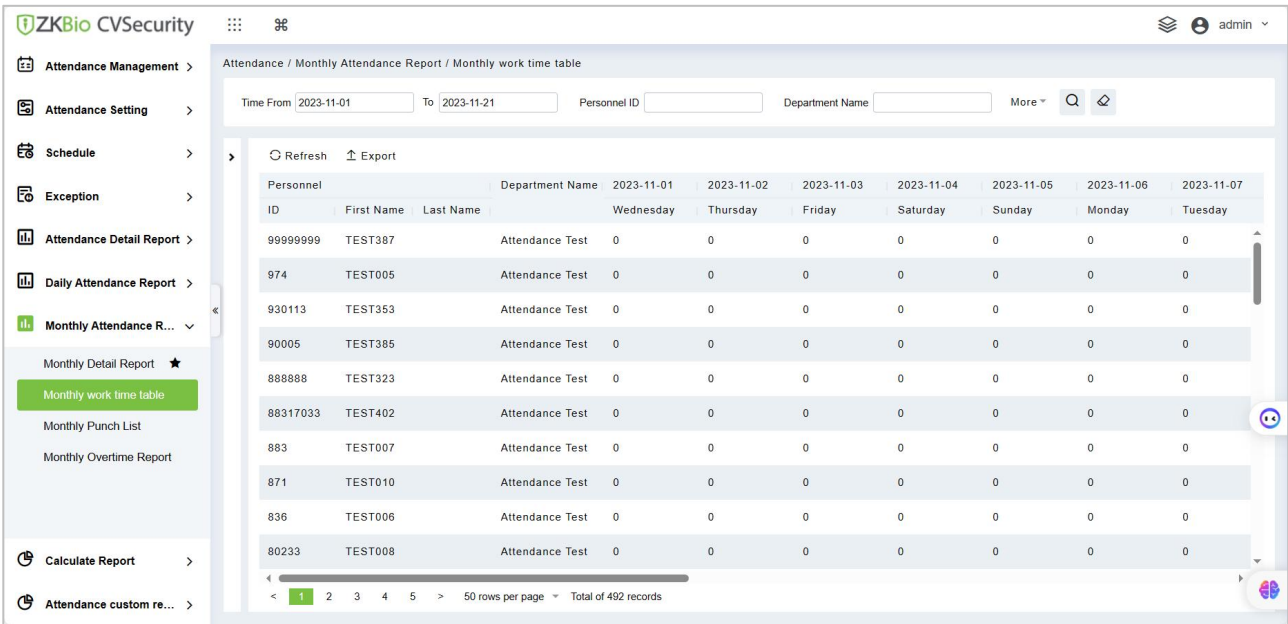 ZKBio CVSecurity
admin
Attendance Management
Attendance Setting
Schedule
Exception
Attendance Detail Report
Daily Attendance Report
Monthly Attendance R...
Monthly Detail Report
Monthly work time table
Monthly Punch List
Monthly Overtime Report
Calculate Report
Attendance custom re...
Attendance / Monthly Attendance Report / Monthly work time table
Time From 2023-11-01 To 2023-11-21 Personnel ID Department Name More
Refresh Export
Personnel Department Name 2023-11-01 2023-11-02 2023-11-03 2023-11-04 2023-11-05 2023-11-06 2023-11-07
ID First Name Last Name Wednesday Thursday Friday Saturday Sunday Monday Tuesday
99999999 TEST387 Attendance Test 0 0 0 0 0 0 0
974 TEST005 Attendance Test 0 0 0 0 0 0 0
930113 TEST353 Attendance Test 0 0 0 0 0 0 0
90005 TEST385 Attendance Test 0 0 0 0 0 0 0
888888 TEST323 Attendance Test 0 0 0 0 0 0 0
88317033 TEST402 Attendance Test 0 0 0 0 0 0 0
883 TEST007 Attendance Test 0 0 0 0 0 0 0
871 TEST010 Attendance Test 0 0 0 0 0 0 0
836 TEST006 Attendance Test 0 0 0 0 0 0 0
80233 TEST008 Attendance Test 0 0 0 0 0 0 0
< 1 2 3 4 5 > 50 rows per page Total of 492 records